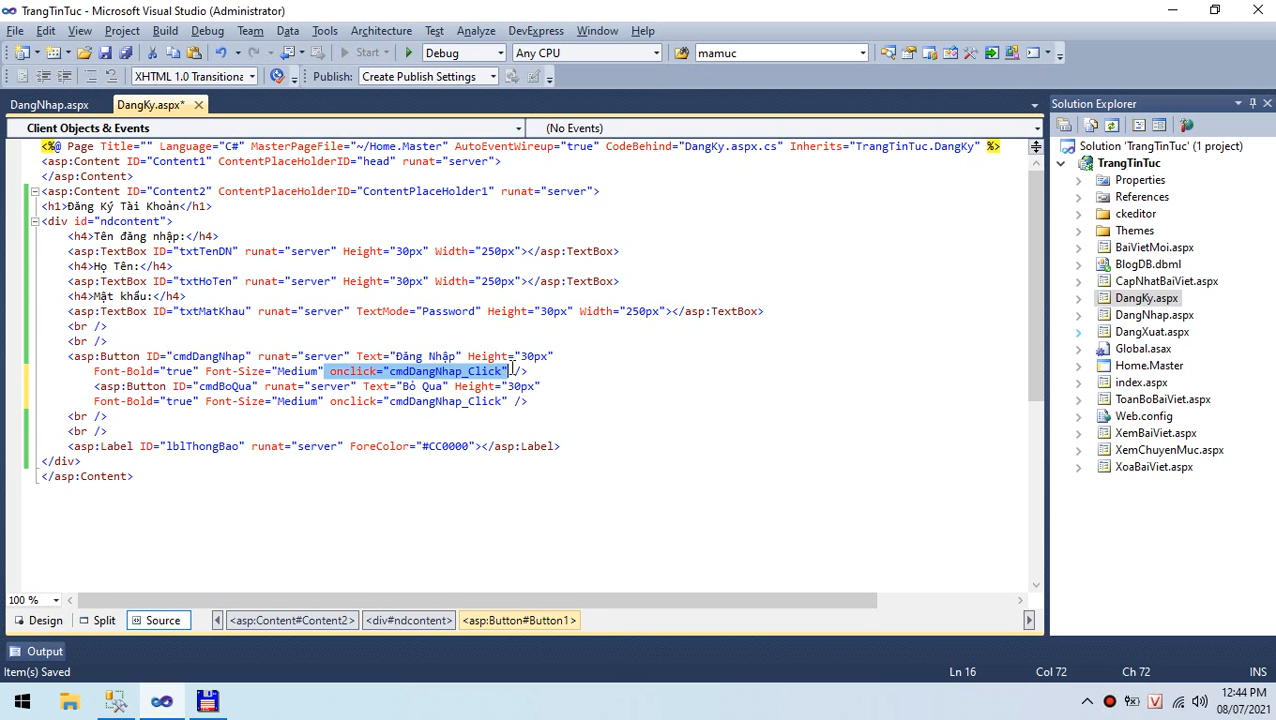 TrangTinTuc - Microsoft Visual Studio (Administrator)
File Edit View Project Build Debug Team Data Tools Architecture Test Analyze DevExpress Window Help
Start Debug Any CPU mamuc
XHTML 1.0 Transitiona Publish: Create Publish Settings
DangNhap.aspx DangKy.aspx*
Client Objects & Events (No Events)
<%@ Page Title="" Language="C#" MasterPageFile="~/Home.Master" AutoEventWireup="true" CodeBehind="DangKy.aspx.cs" Inherits="TrangTinTuc.DangKy" %>
<asp:Content ID="Content1" ContentPlaceHolderID="head" runat="server">
</asp:Content>
<asp:Content ID="Content2" ContentPlaceHolderID="ContentPlaceHolder1" runat="server">
<h1>Đăng Ký Tài Khoản</h1>
<div id="ndcontent">
<h4>Tên đăng nhập:</h4>
<asp:TextBox ID="txtTenDN" runat="server" Height="30px" Width="250px"></asp:TextBox>
<h4>Họ Tên:</h4>
<asp:TextBox ID="txtHoTen" runat="server" Height="30px" Width="250px"></asp:TextBox>
<h4>Mật khẩu:</h4>
<asp:TextBox ID="txtMatKhau" runat="server" TextMode="Password" Height="30px" Width="250px"></asp:TextBox>
<br />
<br />
<asp:Button ID="cmdDangNhap" runat="server" Text="Đăng Nhập" Height="30px"
Font-Bold="true" Font-Size="Medium" onclick="cmdDangNhap_Click" />
<asp:Button ID="cmdBoQua" runat="server" Text="Bỏ Qua" Height="30px"
Font-Bold="true" Font-Size="Medium" onclick="cmdDangNhap_Click" />
<br />
<br />
<asp:Label ID="lblThongBao" runat="server" ForeColor="#CC0000"></asp:Label>
</div>
</asp:Content>
100 %
Design Split Source <asp:Content#Content2> <div#ndcontent> <asp:Button#Button1>
Output
Item(s) Saved Ln 16 Col 72 Ch 72 INS
Solution Explorer
Solution 'TrangTinTuc' (1 project)
TrangTinTuc
Properties
References
ckeditor
Themes
BaiVietMoi.aspx
BlogDB.dbml
CapNhatBaiViet.aspx
DangKy.aspx
DangNhap.aspx
DangXuat.aspx
Global.asax
Home.Master
index.aspx
ToanBoBaiViet.aspx
Web.config
XemBaiViet.aspx
XemChuyenMuc.aspx
XoaBaiViet.aspx
12:44 PM
08/07/2021